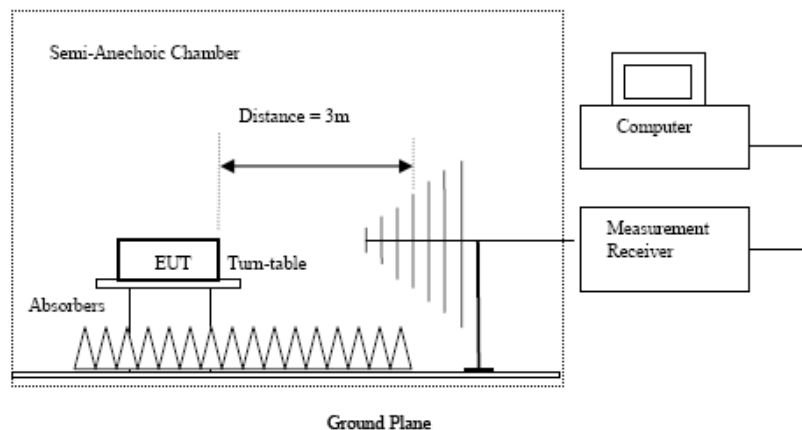 Semi-Anechoic Chamber
Distance = 3m
Computer
Measurement
Receiver
EUT
Turn-table
Absorbers
Ground Plane